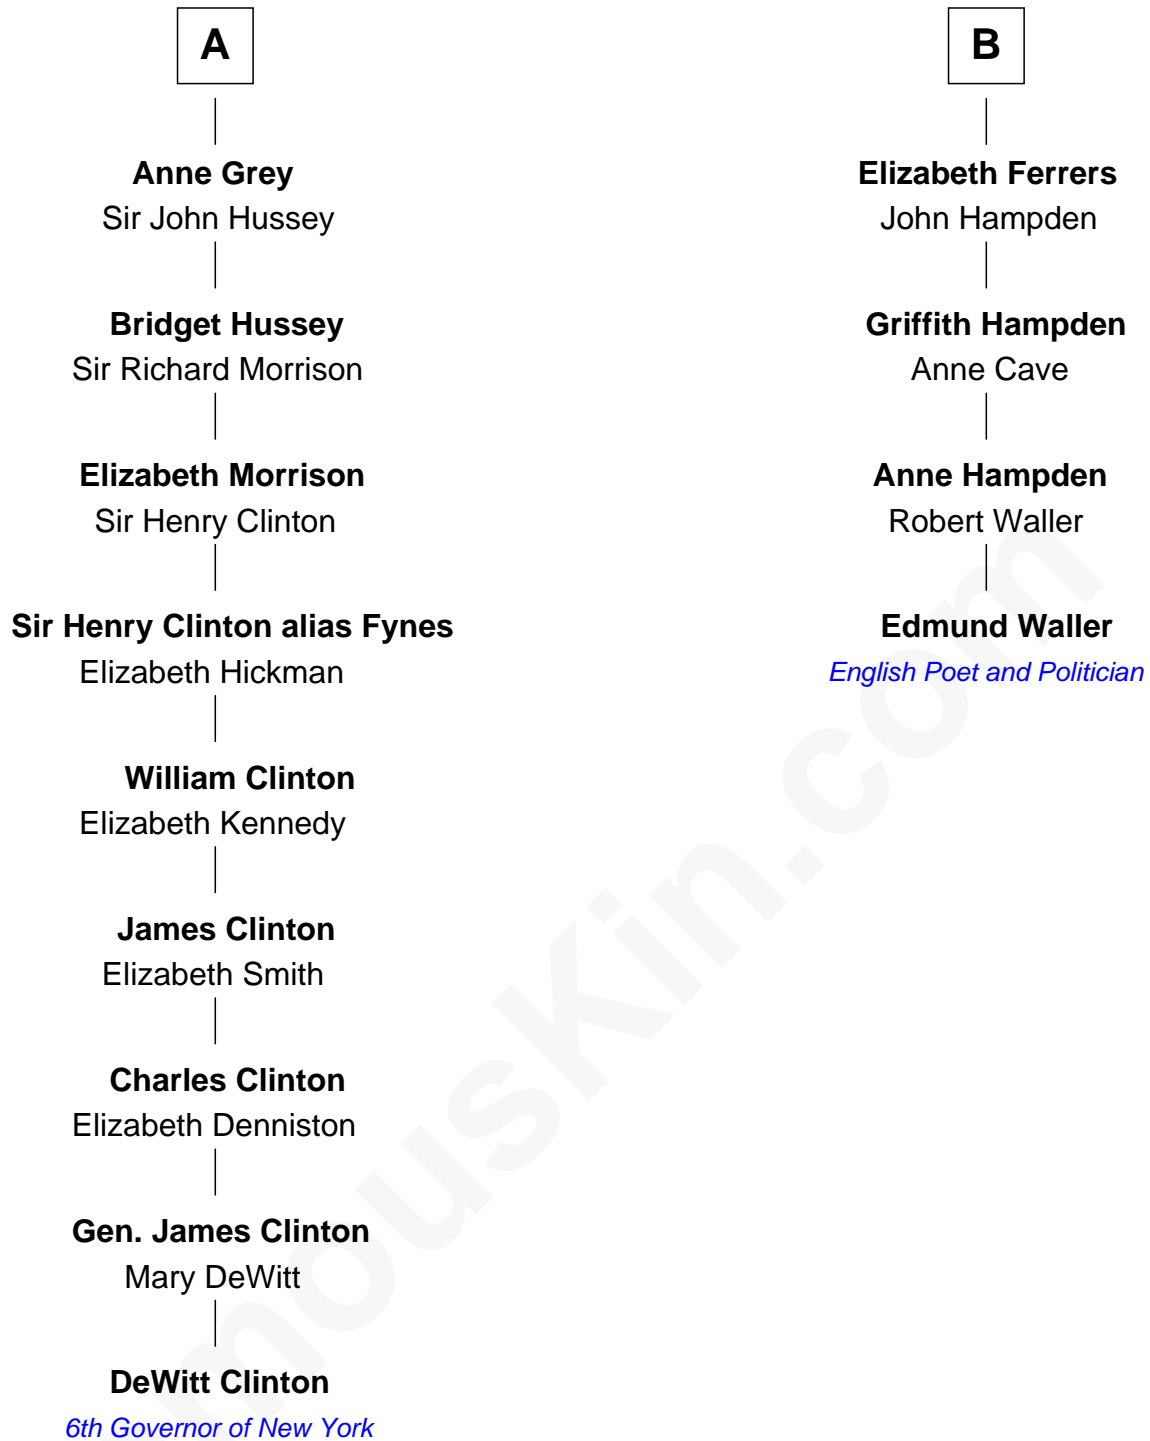 A
Anne Grey
Sir John Hussey
Bridget Hussey
Sir Richard Morrison
Elizabeth Morrison
Sir Henry Clinton
Sir Henry Clinton alias Fynes
Elizabeth Hickman
William Clinton
Elizabeth Kennedy
James Clinton
Elizabeth Smith
Charles Clinton
Elizabeth Denniston
Gen. James Clinton
Mary DeWitt
DeWitt Clinton
6th Governor of New York
B
Elizabeth Ferrers
John Hampden
Griffith Hampden
Anne Cave
Anne Hampden
Robert Waller
Edmund Waller
English Poet and Politician
mousKin.com